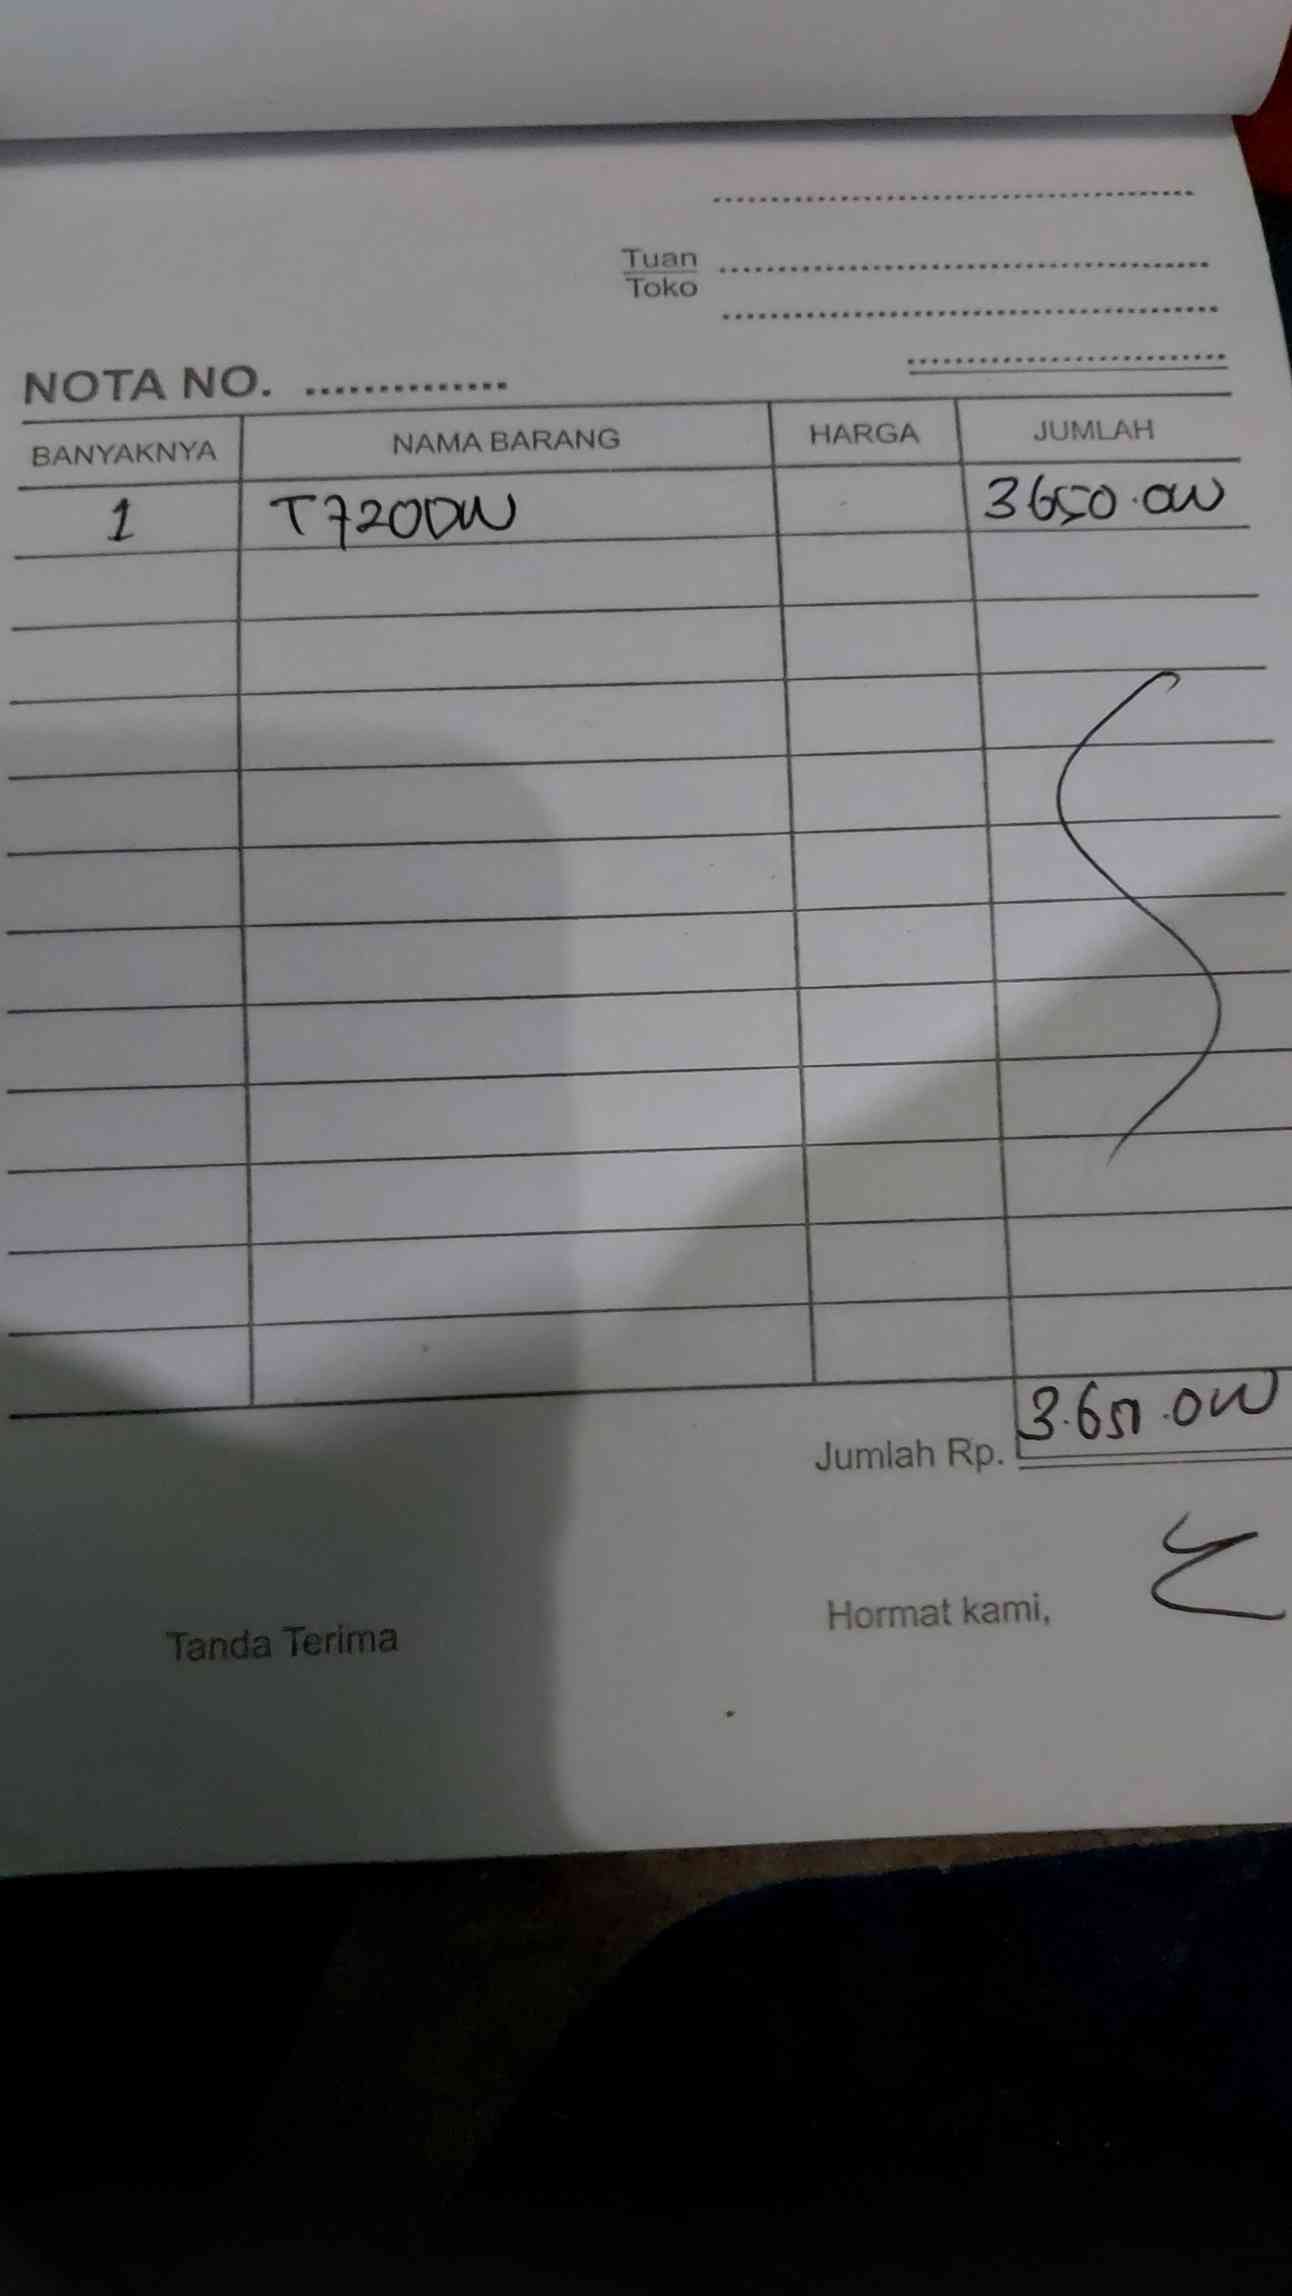 Tuan
Toko
NOTA NO. ..............
BANYAKNYA NAMA BARANG HARGA JUMLAH
1 T720DW 3650.000
Jumlah Rp. 3.650.000
Tanda Terima Hormat kami,